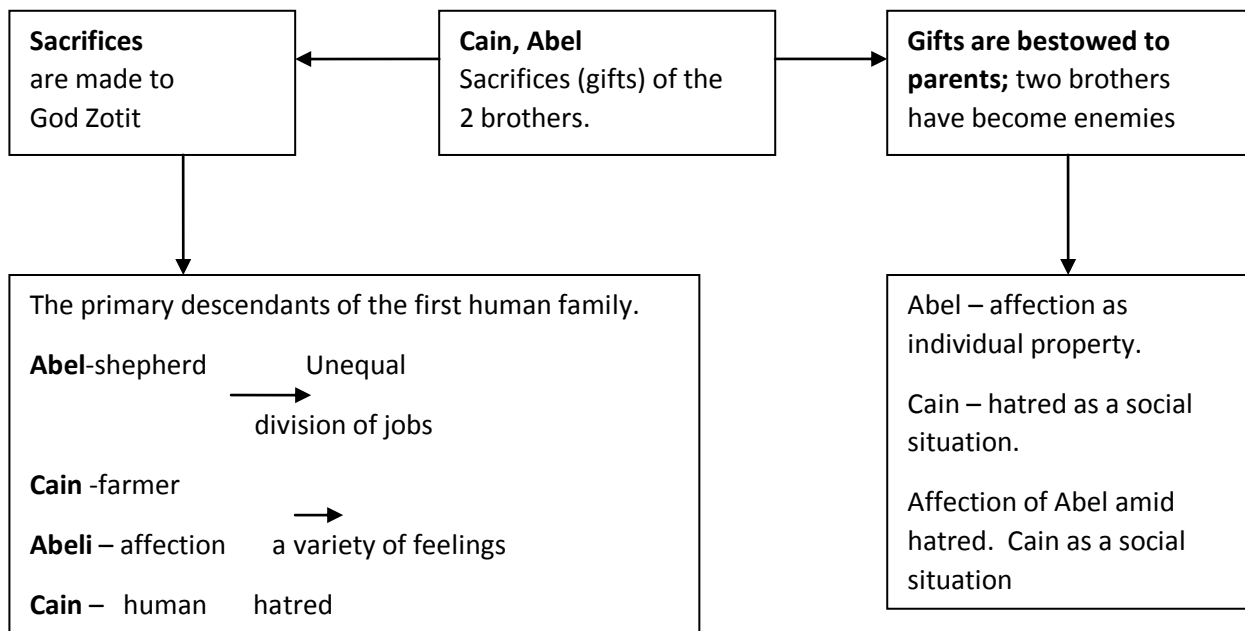 Sacrifices
are made to
God Zotit
Cain, Abel
Sacrifices (gifts) of the
2 brothers.
Gifts are bestowed to
parents; two brothers
have become enemies
The primary descendants of the first human family.
Abel-shepherd Unequal
division of jobs
Cain -farmer
Abeli – affection a variety of feelings
Cain – human hatred
Abel – affection as
individual property.
Cain – hatred as a social
situation.
Affection of Abel amid
hatred. Cain as a social
situation